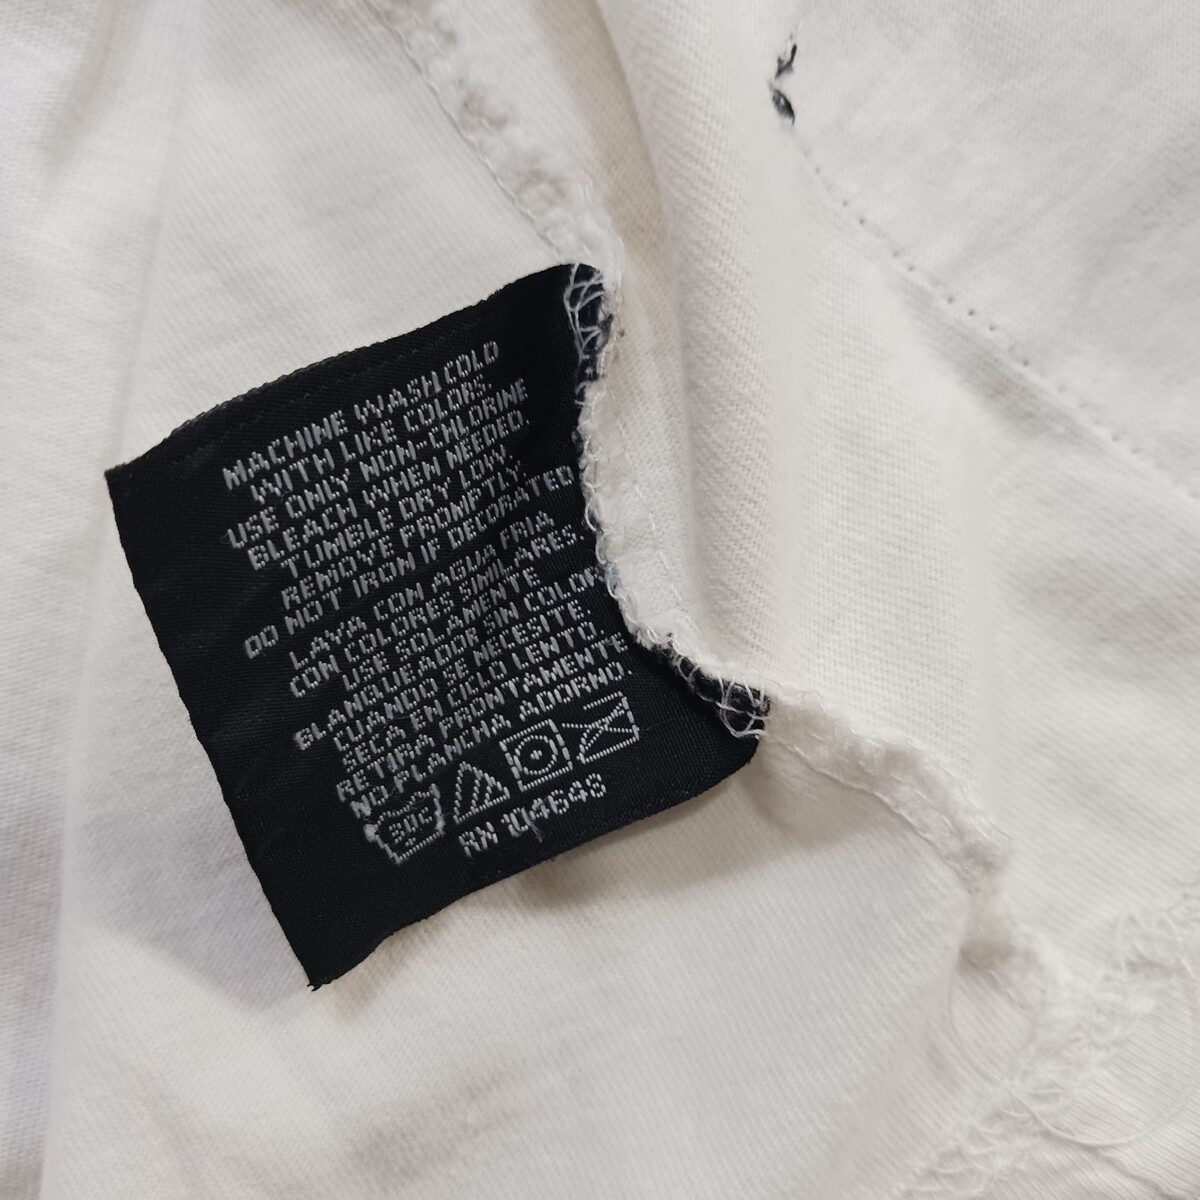 MACHINE WASH COLD
WITH LIKE COLORS.
USE ONLY NON-CHLORINE
BLEACH WHEN NEEDED.
TUMBLE DRY LOW.
REMOVE PROMPTLY.
DO NOT IRON IF DECORATED.
LAVA CON AGUA FRIA
CON COLORES SIMILARES.
USE SOLAMENTE
BLANQUEADOR SIN COLOR
CUANDO SE NECESITE.
SECA EN CICLO LENTO.
RETIRA PRONTAMENTE
NO PLANCHA ADORNO.
30C
RN 104648